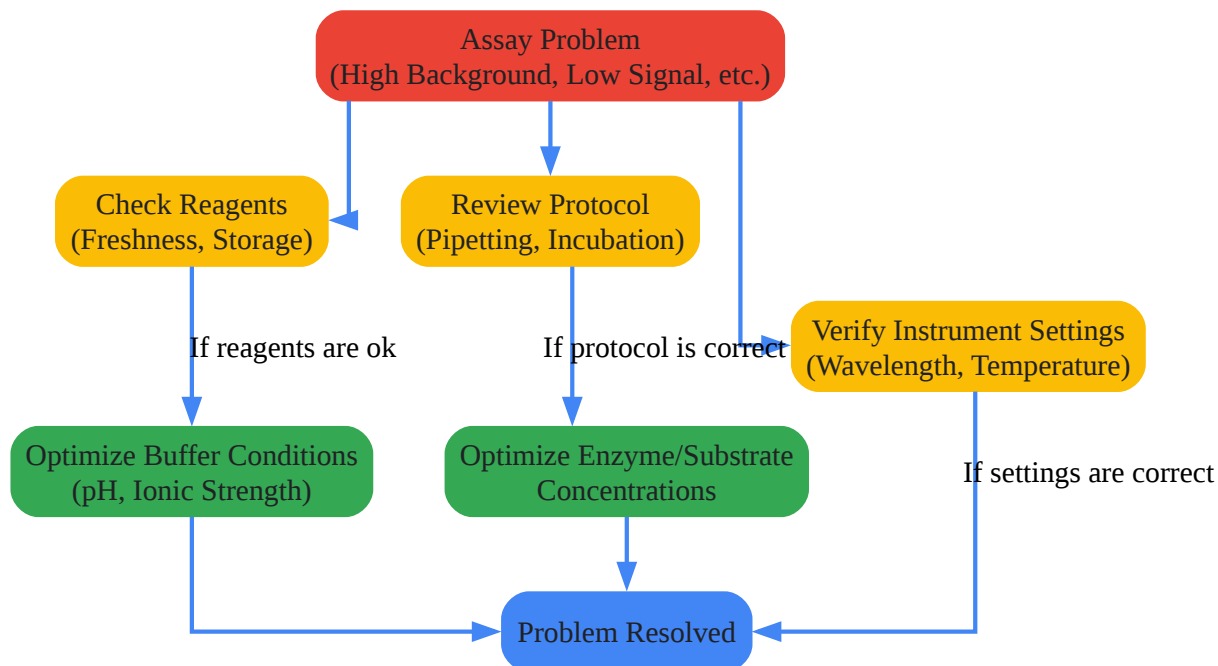 Assay Problem
(High Background, Low Signal, etc.)
Check Reagents
(Freshness, Storage)
Review Protocol
(Pipetting, Incubation)
Verify Instrument Settings
(Wavelength, Temperature)
If reagents are ok
If protocol is correct
Optimize Buffer Conditions
(pH, Ionic Strength)
Optimize Enzyme/Substrate
Concentrations
If settings are correct
Problem Resolved